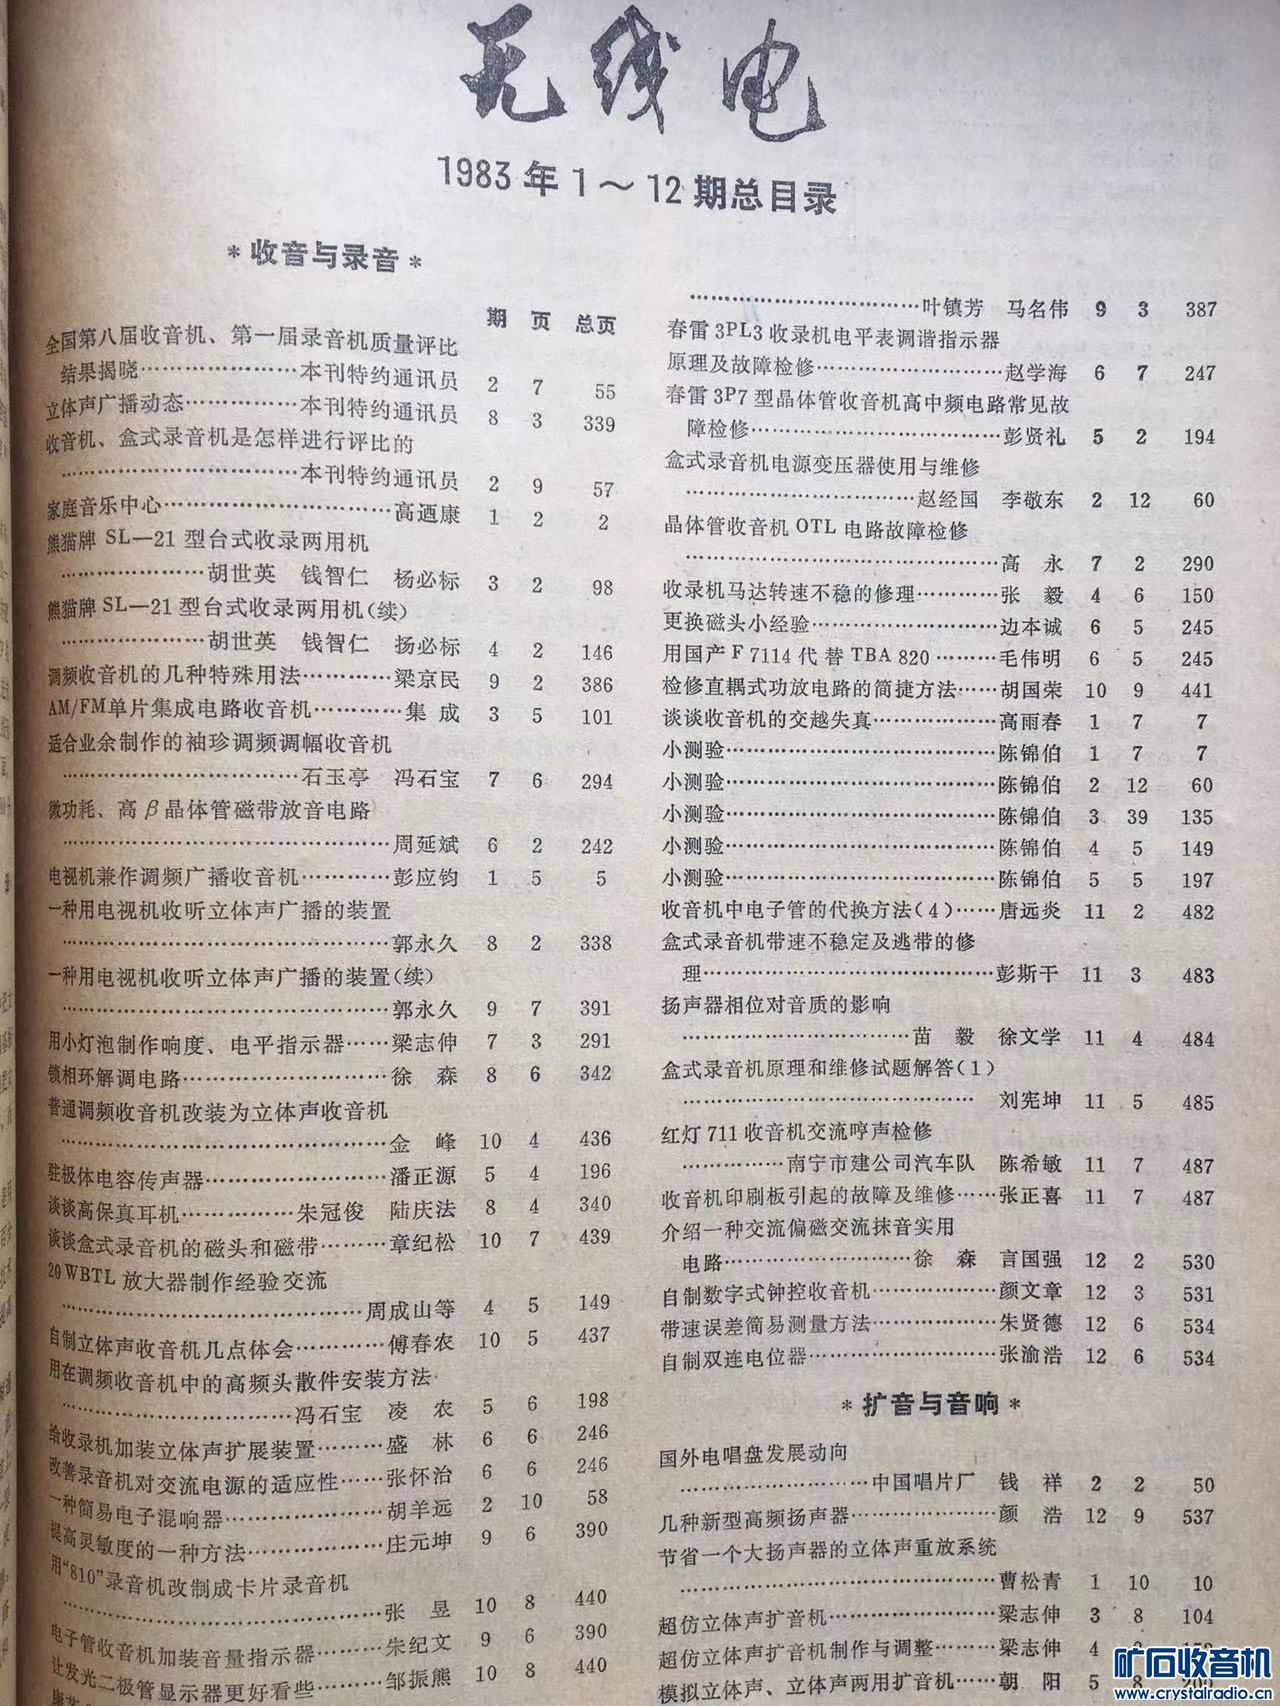 无线电
1983年1～12期总目录
*收音与录音*
期 页 总页
全国第八届收音机、第一届录音机质量评比
结果揭晓…………………本刊特约通讯员 2 7 55
立体声广播动态……………本刊特约通讯员 8 3 339
收音机、盒式录音机是怎样进行评比的
……………………………本刊特约通讯员 2 9 57
家庭音乐中心…………………………高迺康 1 2 2
熊猫牌 SL—21 型台式收录两用机
………………胡世英 钱智仁 杨必标 3 2 98
熊猫牌 SL—21 型台式收录两用机(续)
………………胡世英 钱智仁 扬必标 4 2 146
调频收音机的几种特殊用法…………梁京民 9 2 386
AM/FM单片集成电路收音机…………集 成 3 5 101
适合业余制作的袖珍调频调幅收音机
……………………………石玉亭 冯石宝 7 6 294
微功耗、高β晶体管磁带放音电路
………………………………………周延斌 6 2 242
电视机兼作调频广播收音机…………彭应钧 1 5 5
一种用电视机收听立体声广播的装置
………………………………………郭永久 8 2 338
一种用电视机收听立体声广播的装置(续)
………………………………………郭永久 9 7 391
用小灯泡制作响度、电平指示器……梁志伸 7 3 291
锁相环解调电路………………………徐 森 8 6 342
普通调频收音机改装为立体声收音机
………………………………………金 峰 10 4 436
驻极体电容传声器……………………潘正源 5 4 196
谈谈高保真耳机……………朱冠俊 陆庆法 8 4 340
谈谈盒式录音机的磁头和磁带………章纪松 10 7 439
20WBTL 放大器制作经验交流
……………………………………周成山等 4 5 149
自制立体声收音机几点体会…………傅春农 10 5 437
用在调频收音机中的高频头散件安装方法
……………………………冯石宝 凌 农 5 6 198
给收录机加装立体声扩展装置………盛 林 6 6 246
改善录音机对交流电源的适应性……张怀治 6 6 246
一种简易电子混响器…………………胡羊远 2 10 58
提高灵敏度的一种方法………………庄元坤 9 6 390
用“810”录音机改制成卡片录音机
………………………………………张 昱 10 8 440
电子管收音机加装音量指示器………朱纪文 9 6 390
让发光二极管显示器更好看些………邹振熊 10 8 440
……………………………叶镇芳 马名伟 9 3 387
春雷3PL3收录机电平表调谐指示器
原理及故障检修………………………赵学海 6 7 247
春雷3P7型晶体管收音机高中频电路常见故
障检修…………………………………彭贤礼 5 2 194
盒式录音机电源变压器使用与维修
……………………………赵经国 李敬东 2 12 60
晶体管收音机OTL电路故障检修
………………………………………高 永 7 2 290
收录机马达转速不稳的修理…………张 毅 4 6 150
更换磁头小经验………………………边本诚 6 5 245
用国产F7114代替TBA820………毛伟明 6 5 245
检修直耦式功放电路的简捷方法……胡国荣 10 9 441
谈谈收音机的交越失真………………高雨春 1 7 7
小测验…………………………………陈锦伯 1 7 7
小测验…………………………………陈锦伯 2 12 60
小测验…………………………………陈锦伯 3 39 135
小测验…………………………………陈锦伯 4 5 149
小测验…………………………………陈锦伯 5 5 197
收音机中电子管的代换方法(4)……唐远炎 11 2 482
盒式录音机带速不稳定及逃带的修
理………………………………………彭斯干 11 3 483
扬声器相位对音质的影响
……………………………苗 毅 徐文学 11 4 484
盒式录音机原理和维修试题解答(1)
………………………………………刘宪坤 11 5 485
红灯711收音机交流哼声检修
……………南宁市建公司汽车队 陈希敏 11 7 487
收音机印刷板引起的故障及维修……张正喜 11 7 487
介绍一种交流偏磁交流抹音实用
电路………………………徐 森 言国强 12 2 530
自制数字式钟控收音机………………颜文章 12 3 531
带速误差简易测量方法………………朱贤德 12 6 534
自制双连电位器………………………张渝浩 12 6 534
*扩音与音响*
国外电唱盘发展动向
………………………中国唱片厂 钱 祥 2 2 50
几种新型高频扬声器…………………颜 浩 12 9 537
节省一个大扬声器的立体声重放系统
………………………………………曹松青 1 10 10
超仿立体声扩音机……………………梁志伸 3 8 104
超仿立体声扩音机制作与调整………梁志伸 4
模拟立体声、立体声两用扩音机……朝 阳 5 8
矿石收音机
www.crystalradio.cn